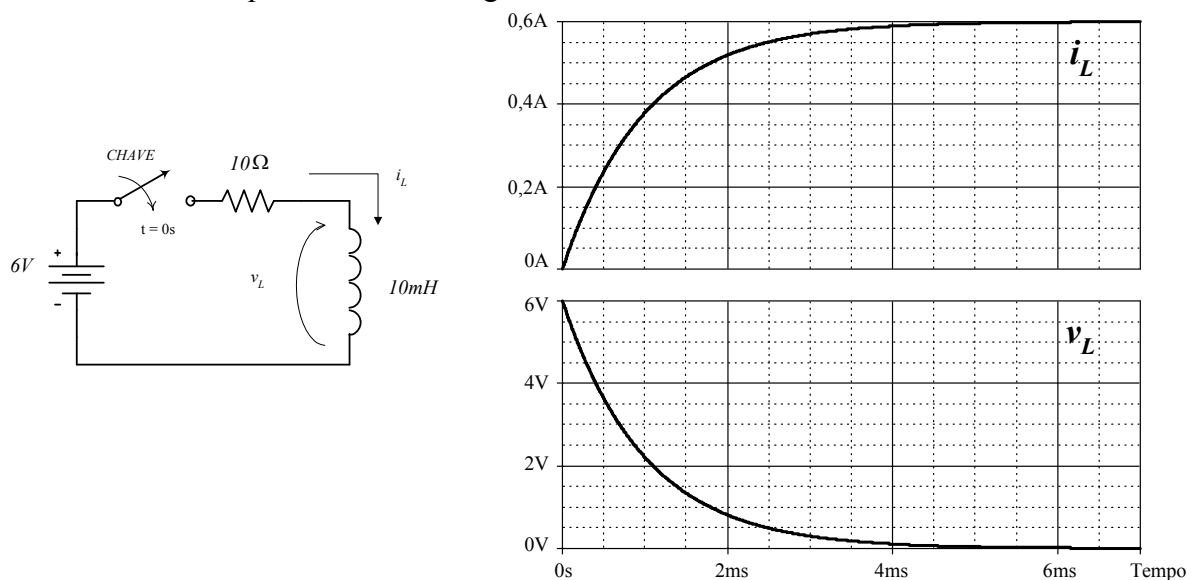 CHAVE
t = 0s
10Ω
i_L
6V
+
-
v_L
10mH
0,6A
0,4A
0,2A
0A
i_L
6V
4V
2V
0V
v_L
0s 2ms 4ms 6ms Tempo